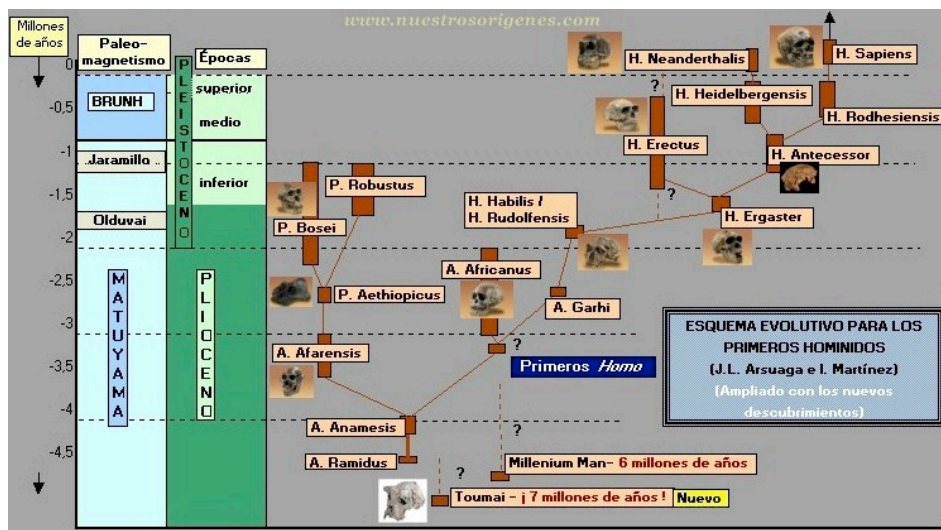 www.nuestrosorigenes.com
Millones
de años
Paleo-
magnetismo
Épocas
0
-0,5
-1
-1,5
-2
-2,5
-3
-3,5
-4
-4,5
BRUNH
Jaramillo
Olduvai
MATUYAMA
PLEISTOCENO
superior
medio
inferior
PLIOCENO
H. Neanderthalis
H. Sapiens
?
H. Heidelbergensis
H. Rodhesiensis
H. Erectus
H. Antecessor
P. Robustus
?
H. Habilis /
H. Rudolfensis
H. Ergaster
P. Bosei
A. Africanus
P. Aethiopicus
A. Garhi
A. Afarensis
?
Primeros Homo
ESQUEMA EVOLUTIVO PARA LOS
PRIMEROS HOMINIDOS
(J.L. Arsuaga e I. Martínez)
(Ampliado con los nuevos
descubrimientos)
A. Anamesis
?
A. Ramidus
Millenium Man- 6 millones de años
?
Toumai - ¡ 7 millones de años !
Nuevo